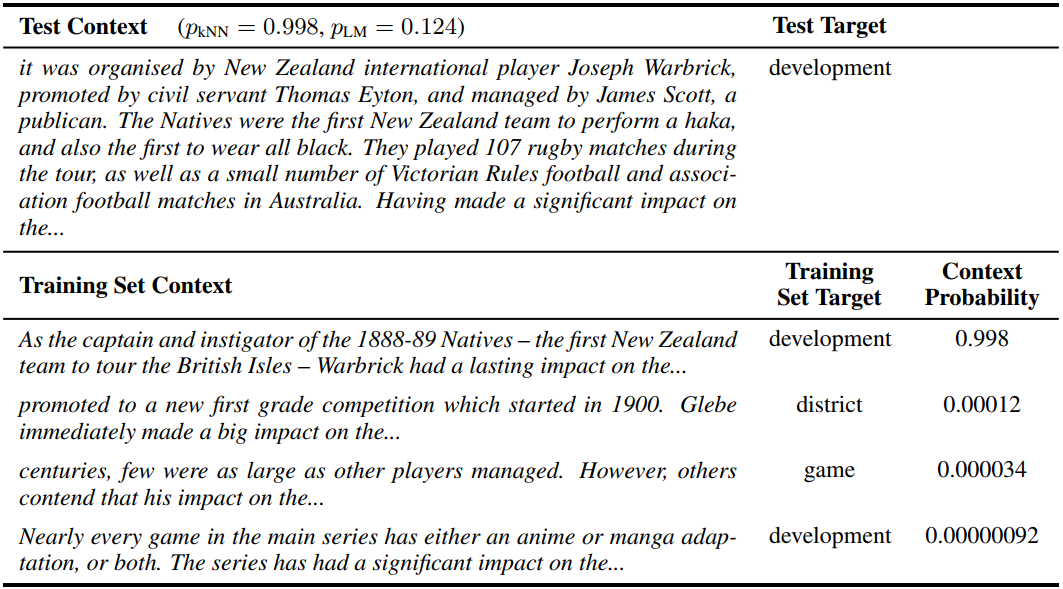 Test Context (pkNN = 0.998, pLM = 0.124) Test Target
it was organised by New Zealand international player Joseph Warbrick, development
promoted by civil servant Thomas Eyton, and managed by James Scott, a
publican. The Natives were the first New Zealand team to perform a haka,
and also the first to wear all black. They played 107 rugby matches during
the tour, as well as a small number of Victorian Rules football and associ-
ation football matches in Australia. Having made a significant impact on
the...
Training Set Context Training Set Target Context Probability
As the captain and instigator of the 1888-89 Natives – the first New Zealand development 0.998
team to tour the British Isles – Warbrick had a lasting impact on the...
promoted to a new first grade competition which started in 1900. Glebe district 0.00012
immediately made a big impact on the...
centuries, few were as large as other players managed. However, others game 0.000034
contend that his impact on the...
Nearly every game in the main series has either an anime or manga adap- development 0.00000092
tation, or both. The series has had a significant impact on the...